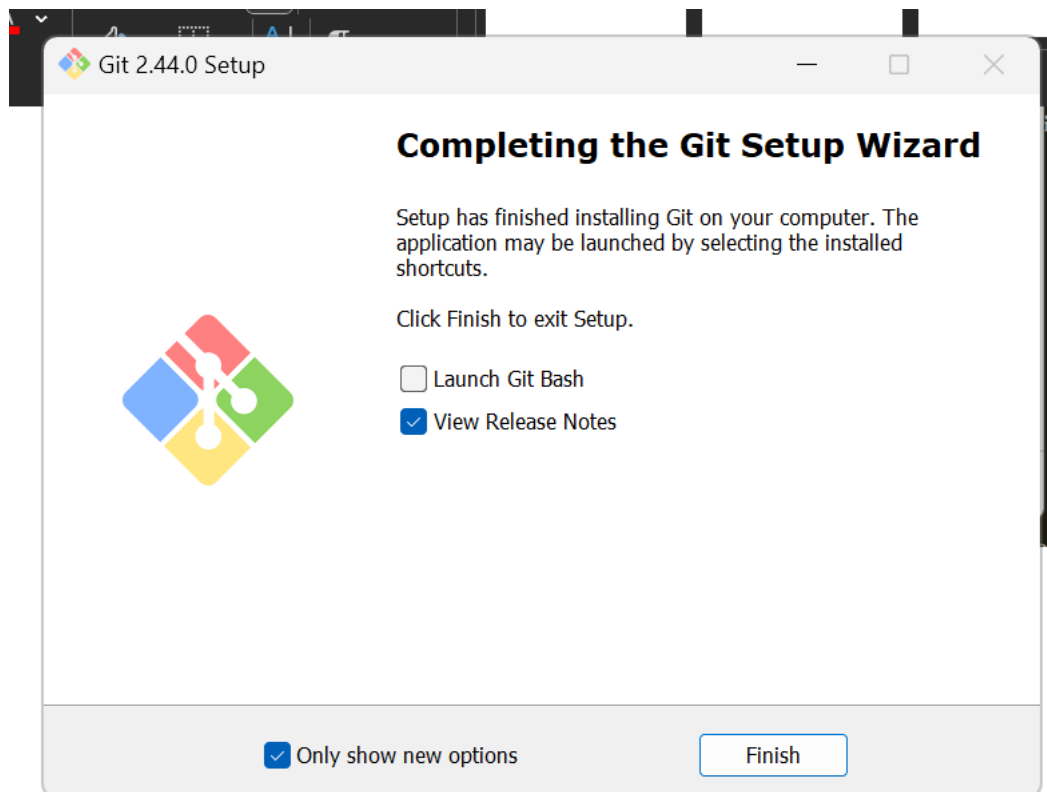 Git 2.44.0 Setup
Completing the Git Setup Wizard
Setup has finished installing Git on your computer. The
application may be launched by selecting the installed
shortcuts.
Click Finish to exit Setup.
Launch Git Bash
View Release Notes
Only show new options
Finish